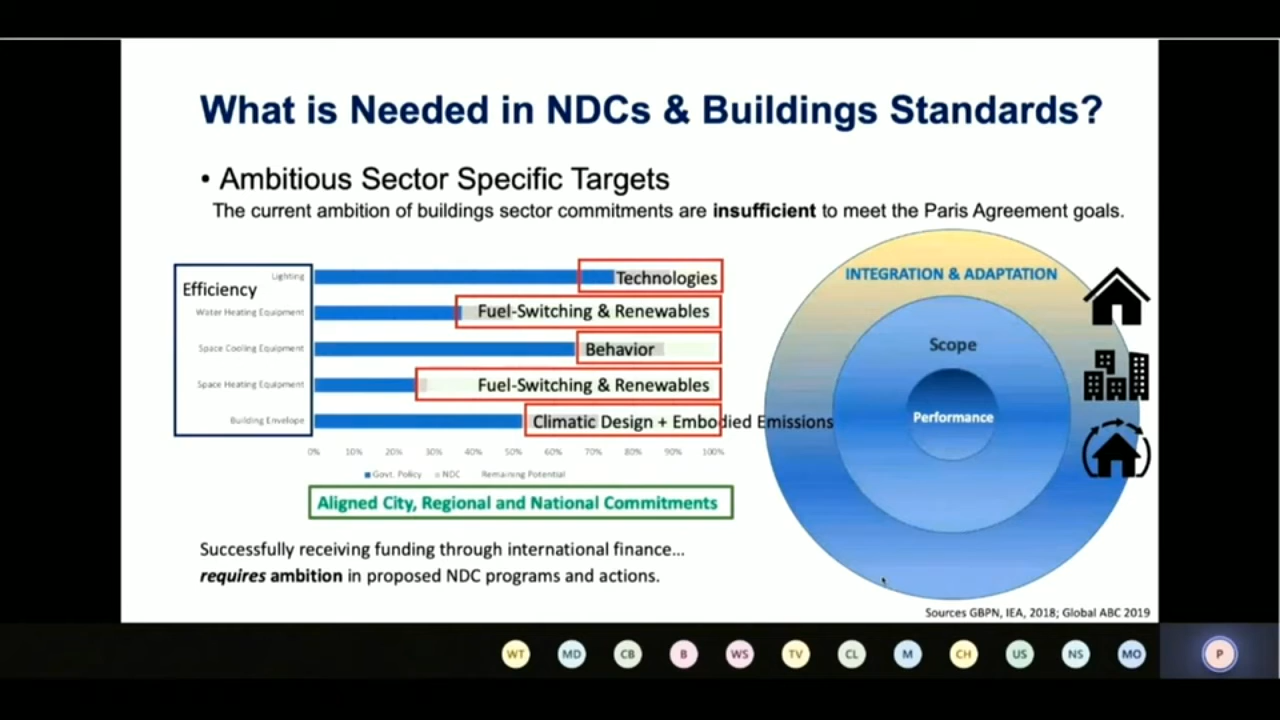 What is Needed in NDCs & Buildings Standards?
• Ambitious Sector Specific Targets
The current ambition of buildings sector commitments are insufficient to meet the Paris Agreement goals.
Efficiency
Lighting
Water Heating Equipment
Space Cooling Equipment
Space Heating Equipment
Building Envelope
Technologies
Fuel-Switching & Renewables
Behavior
Fuel-Switching & Renewables
Climatic Design + Embodied Emissions
0% 10% 20% 30% 40% 50% 60% 70% 80% 90% 100%
Govt. Policy NDC Remaining Potential
Aligned City, Regional and National Commitments
Successfully receiving funding through international finance...
requires ambition in proposed NDC programs and actions.
INTEGRATION & ADAPTATION
Scope
Performance
Sources GBPN, IEA, 2018; Global ABC 2019
WT MD CB B WS TV CL M CH US NS MO P